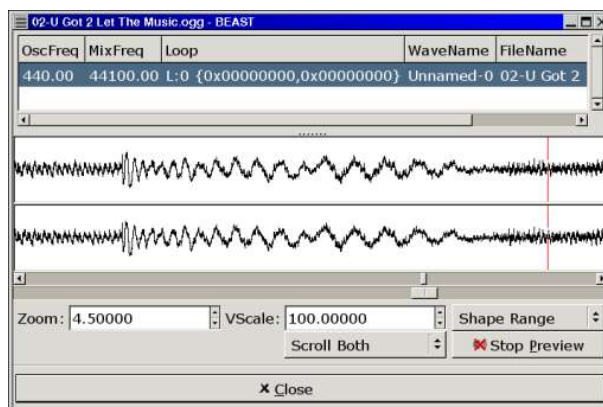 02-U Got 2 Let The Music.ogg - BEAST
OscFreq MixFreq Loop WaveName FileName
440.00 44100.00 L:0 {0x00000000,0x00000000} Unnamed-0 02-U Got 2
Zoom: 4.50000 VScale: 100.00000 Shape Range
Scroll Both Stop Preview
Close